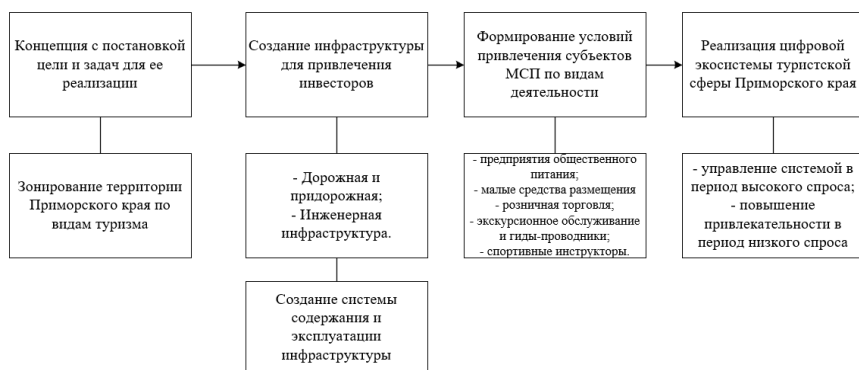 Концепция с постановкой
цели и задач для ее
реализации
Создание инфраструктуры
для привлечения
инвесторов
Формирование условий
привлечения субъектов
МСП по видам
деятельности
Реализация цифровой
экосистемы туристской
сферы Приморского края
Зонирование территории
Приморского края по
видам туризма
- Дорожная и
придорожная;
- Инженерная
инфраструктура.
- предприятия общественного
питания;
- малые средства размещения
- розничная торговля;
- экскурсионное обслуживание
и гиды-проводники;
- спортивные инструкторы.
- управление системой в
период высокого спроса;
- повышение
привлекательности в
период низкого спроса
Создание системы
содержания и
эксплуатации
инфраструктуры